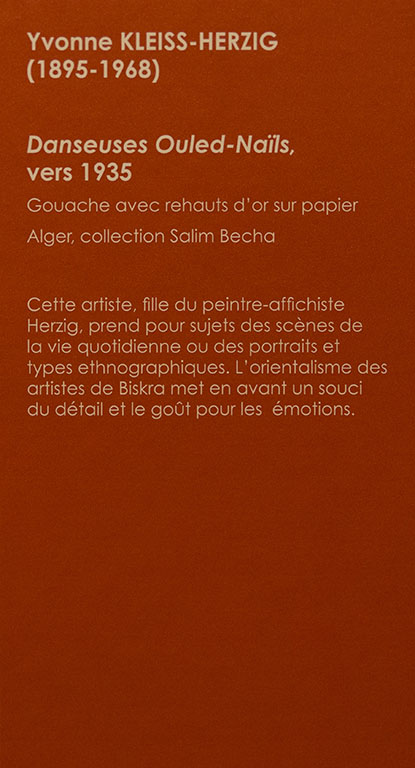 Yvonne KLEISS-HERZIG
(1895-1968)
Danseuses Ouled-Naïls,
vers 1935
Gouache avec rehauts d'or sur papier
Alger, collection Salim Becha
Cette artiste, fille du peintre-affichiste
Herzig, prend pour sujets des scènes de
la vie quotidienne ou des portraits et
types ethnographiques. L'orientalisme des
artistes de Biskra met en avant un souci
du détail et le goût pour les  émotions.